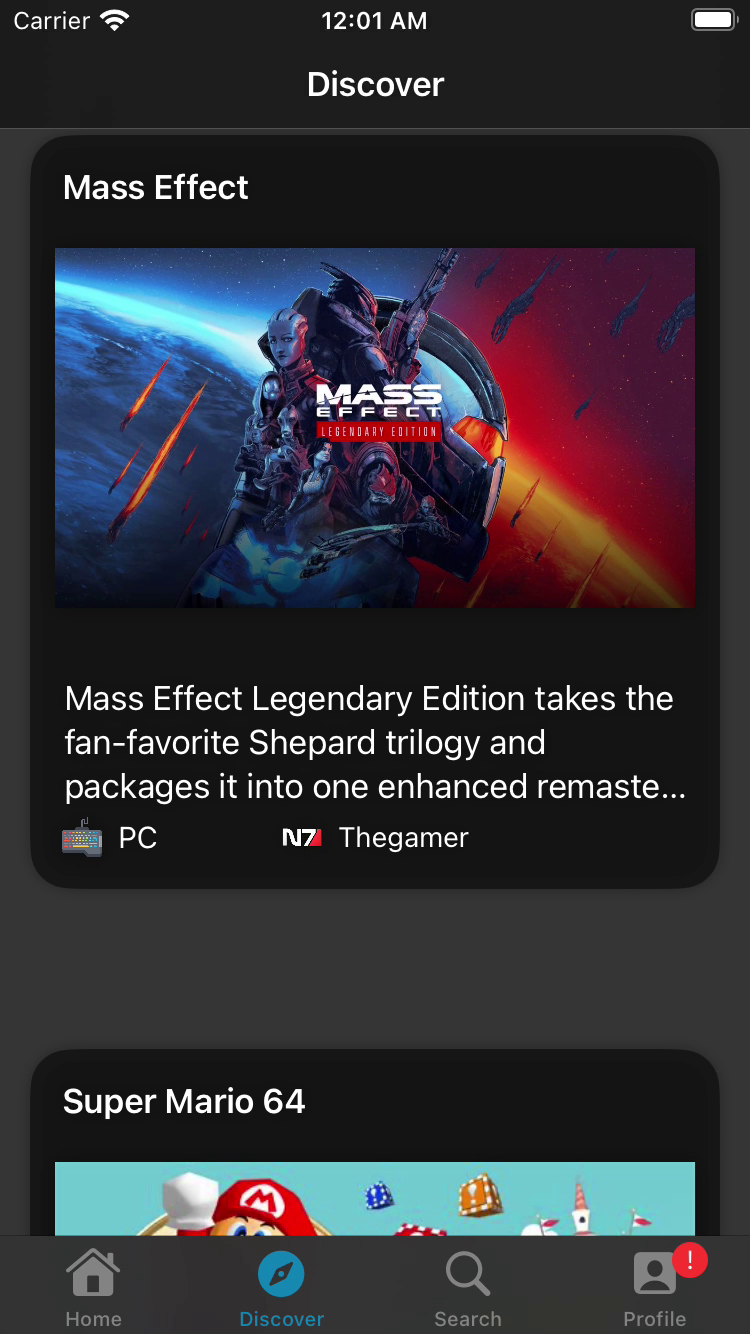 Carrier
12:01 AM
Discover
Mass Effect
MASS
EFFECT
LEGENDARY EDITION
Mass Effect Legendary Edition takes the
fan-favorite Shepard trilogy and
packages it into one enhanced remaste...
PC
N7
Thegamer
Super Mario 64
M
!
Home
Discover
Search
Profile